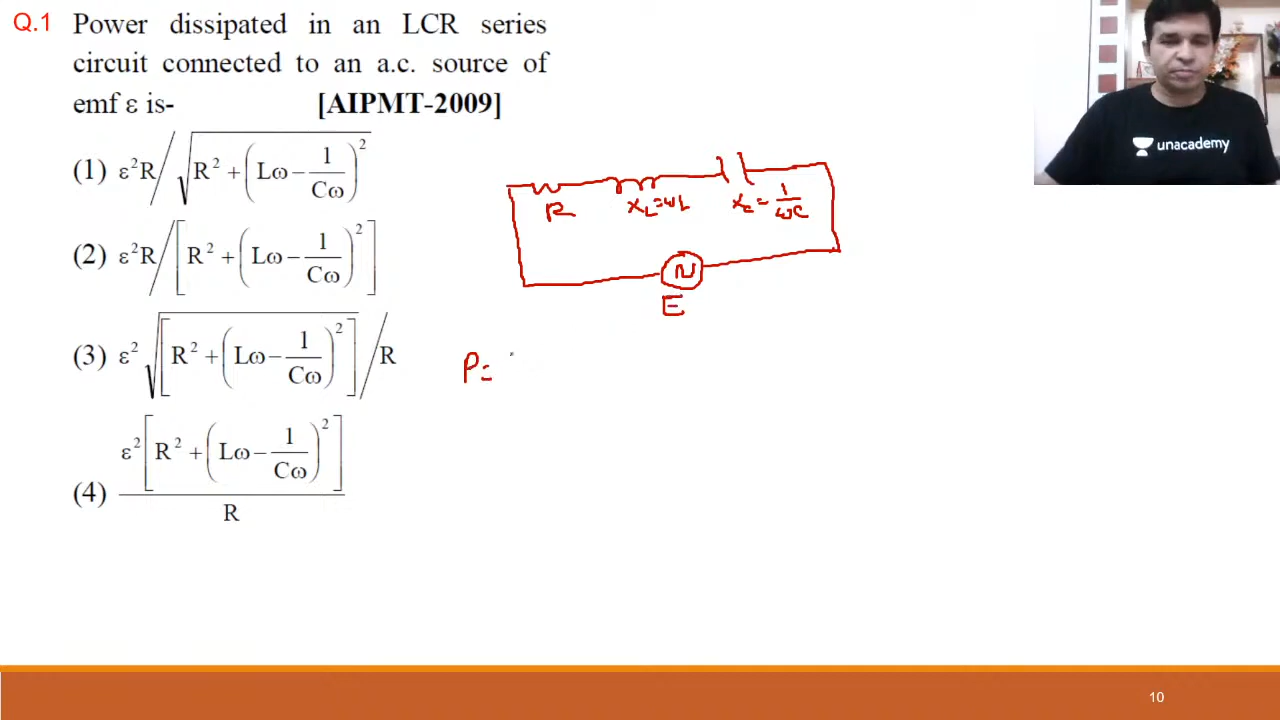 Q.1 Power dissipated in an LCR series
circuit connected to an a.c. source of
emf ε is- [AIPMT-2009]
(1) ε²R/√(R² + (Lω − 1/Cω)²)
(2) ε²R/[R² + (Lω − 1/Cω)²]
(3) ε²√([R² + (Lω − 1/Cω)²])/R
(4) ε²[R² + (Lω − 1/Cω)²]/R
R X_L=ωL X_C=1/ωC
E
P=
unacademy
10